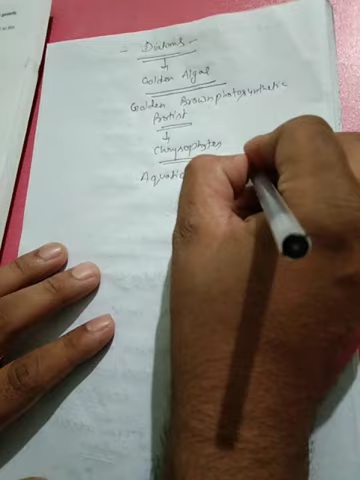 - Diatoms -
Golden Algae
Golden Brown photosynthetic
Protist
Chrysophytes
Aquatic